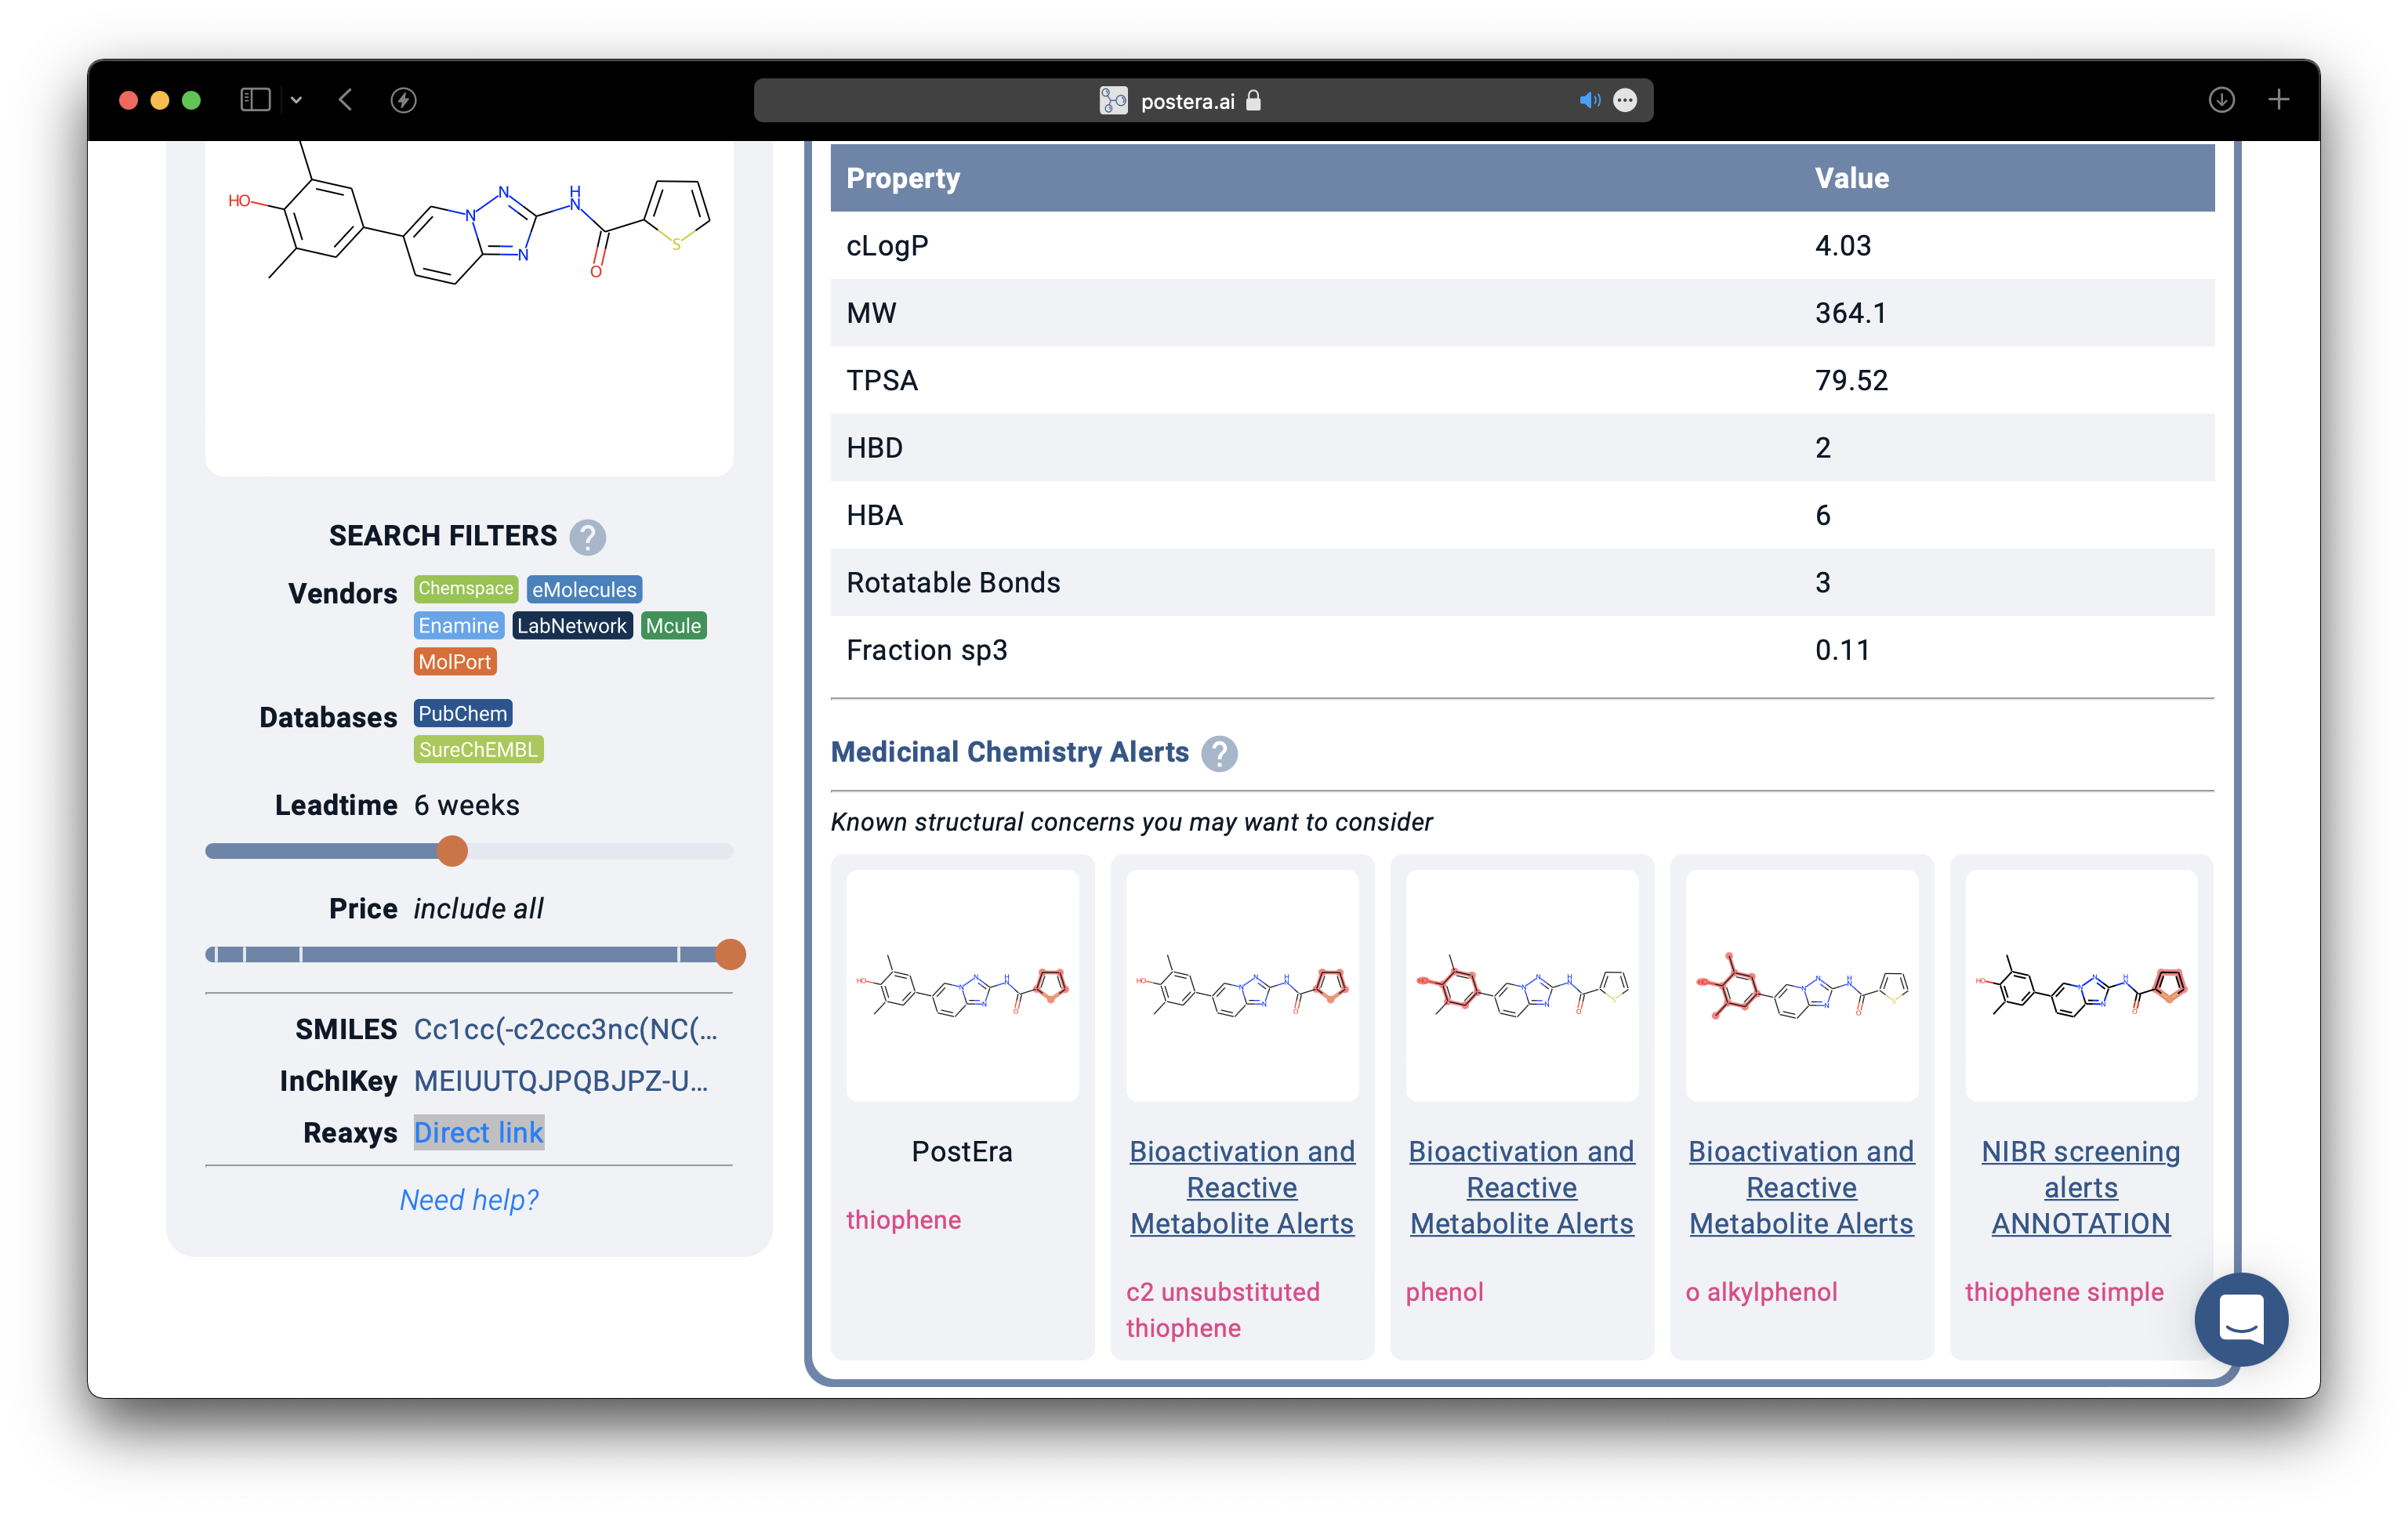 postera.ai
HO
N
N
N
H
N
O
S
SEARCH FILTERS ?
Vendors Chemspace eMolecules
Enamine LabNetwork Mcule
MolPort
Databases PubChem
SureChEMBL
Leadtime 6 weeks
Price include all
SMILES Cc1cc(-c2ccc3nc(NC(...
InChIKey MEIUUTQJPQBJPZ-U...
Reaxys Direct link
Need help?
Property Value
cLogP 4.03
MW 364.1
TPSA 79.52
HBD 2
HBA 6
Rotatable Bonds 3
Fraction sp3 0.11
Medicinal Chemistry Alerts ?
Known structural concerns you may want to consider
PostEra
thiophene
Bioactivation and
Reactive
Metabolite Alerts
c2 unsubstituted
thiophene
Bioactivation and
Reactive
Metabolite Alerts
phenol
Bioactivation and
Reactive
Metabolite Alerts
o alkylphenol
NIBR screening
alerts
ANNOTATION
thiophene simple